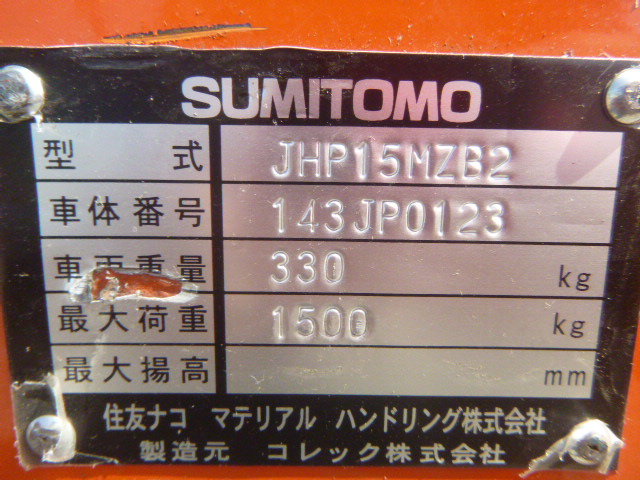 SUMITOMO
型式 JHP15MZB2
車体番号 143JP0123
車両重量 330 kg
最大荷重 1500 kg
最大揚高 mm
住友ナコ マテリアル ハンドリング株式会社
製造元 コレック株式会社